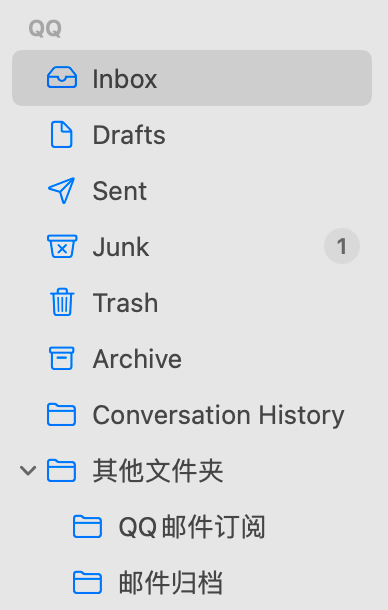 QQ
Inbox
Drafts
Sent
Junk 1
Trash
Archive
Conversation History
其他文件夹
QQ邮件订阅
邮件归档